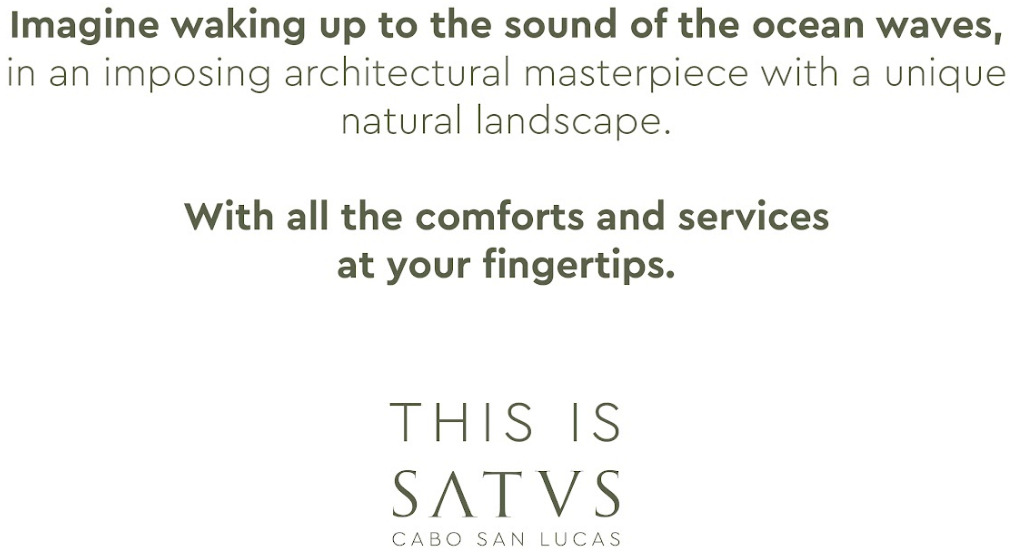 Imagine waking up to the sound of the ocean waves,
in an imposing architectural masterpiece with a unique
natural landscape.
With all the comforts and services
at your fingertips.
THIS IS
SATVS
CABO SAN LUCAS